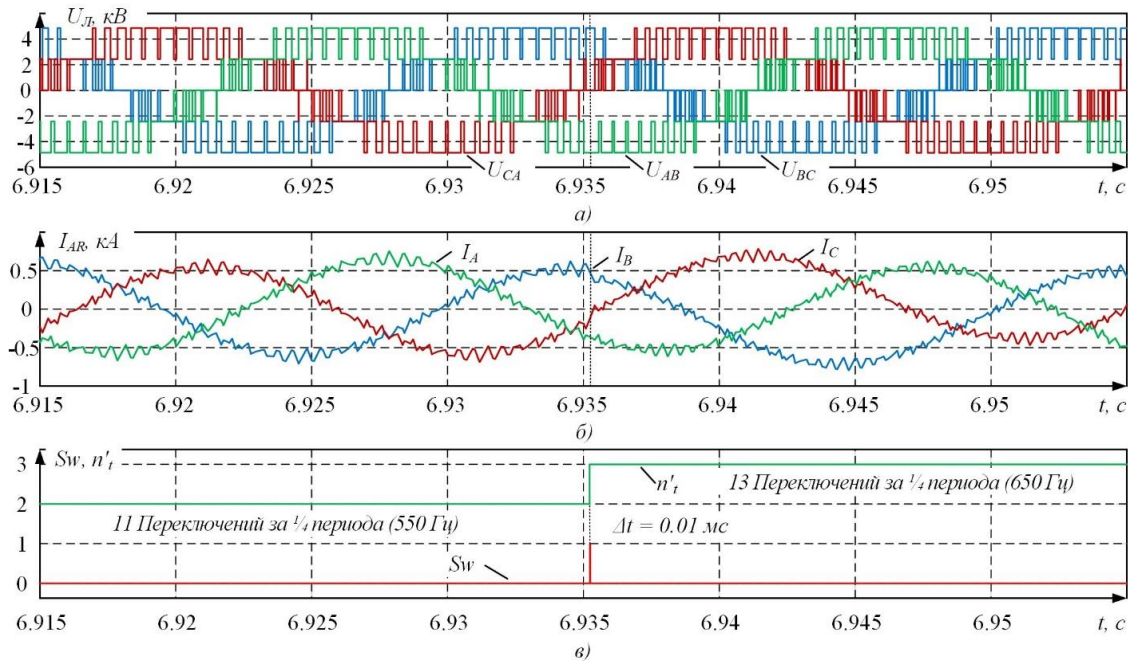 U_Л, кВ
4
2
0
-2
-4
-6
U_CA
U_AB
U_BC
6.915 6.92 6.925 6.93 6.935 6.94 6.945 6.95 t, с
а)
I_AR, кА
I_A
I_B
I_C
0.5
0
-0.5
-1
6.915 6.92 6.925 6.93 6.935 6.94 6.945 6.95 t, с
б)
Sw, n'_t
3
n'_t
13 Переключений за ¼ периода (650 Гц)
2
11 Переключений за ¼ периода (550 Гц)
Δt = 0.01 мс
1
Sw
0
6.915 6.92 6.925 6.93 6.935 6.94 6.945 6.95 t, с
в)